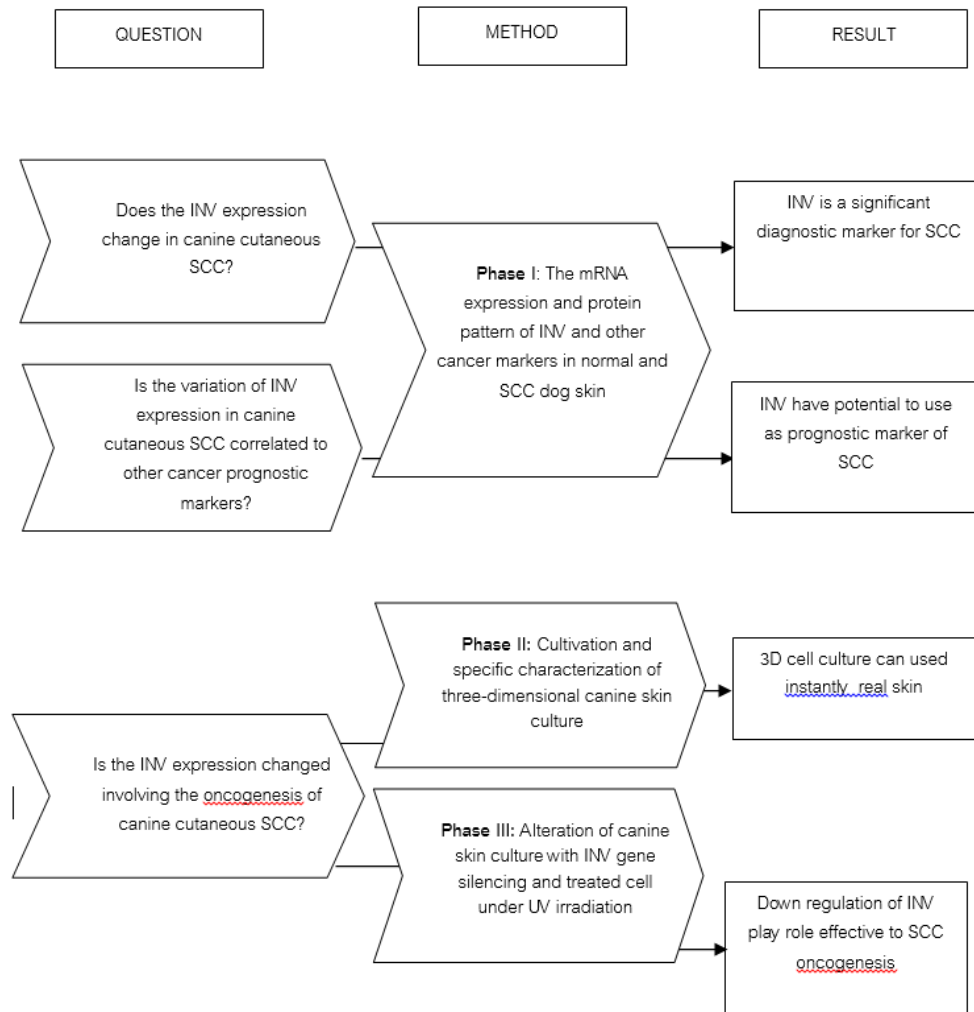 QUESTION
METHOD
RESULT
Does the INV expression
change in canine cutaneous
SCC?
Is the variation of INV
expression in canine
cutaneous SCC correlated to
other cancer prognostic
markers?
Phase I: The mRNA
expression and protein
pattern of INV and other
cancer markers in normal and
SCC dog skin
INV is a significant
diagnostic marker for SCC
INV have potential to use
as prognostic marker of
SCC
Is the INV expression changed
involving the oncogenesis of
canine cutaneous SCC?
Phase II: Cultivation and
specific characterization of
three-dimensional canine skin
culture
3D cell culture can used
instantly real skin
Phase III: Alteration of canine
skin culture with INV gene
silencing and treated cell
under UV irradiation
Down regulation of INV
play role effective to SCC
oncogenesis